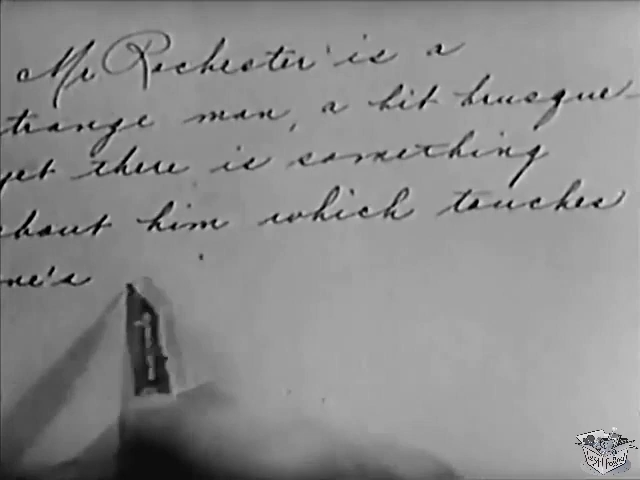 Mr. Rochester is a
trange man, a bit brusque-
yet there is something
about him which touches
ne's